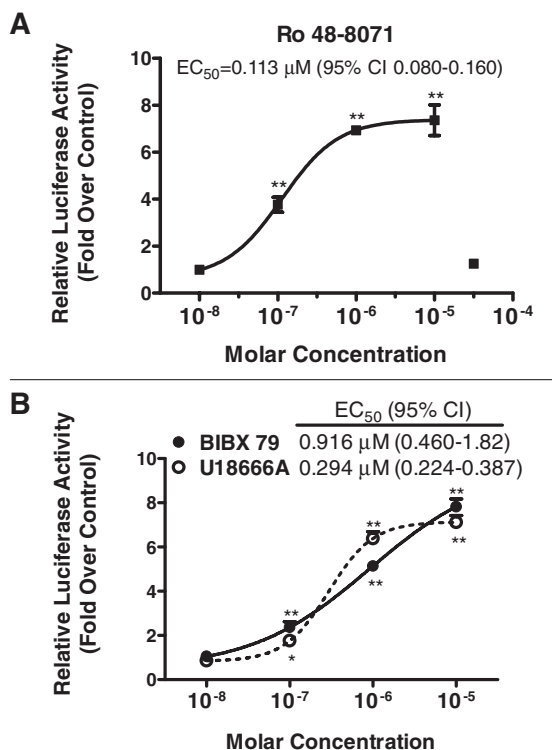 A
Ro 48-8071
EC50=0.113 μM (95% CI 0.080-0.160)
Relative Luciferase Activity
(Fold Over Control)
10
8
6
4
2
0
**
**
**
10-8 10-7 10-6 10-5 10-4
Molar Concentration
B
EC50 (95% CI)
BIBX 79 0.916 μM (0.460-1.82)
U18666A 0.294 μM (0.224-0.387)
Relative Luciferase Activity
(Fold Over Control)
10
8
6
4
2
0
**
*
**
**
**
**
10-8 10-7 10-6 10-5
Molar Concentration